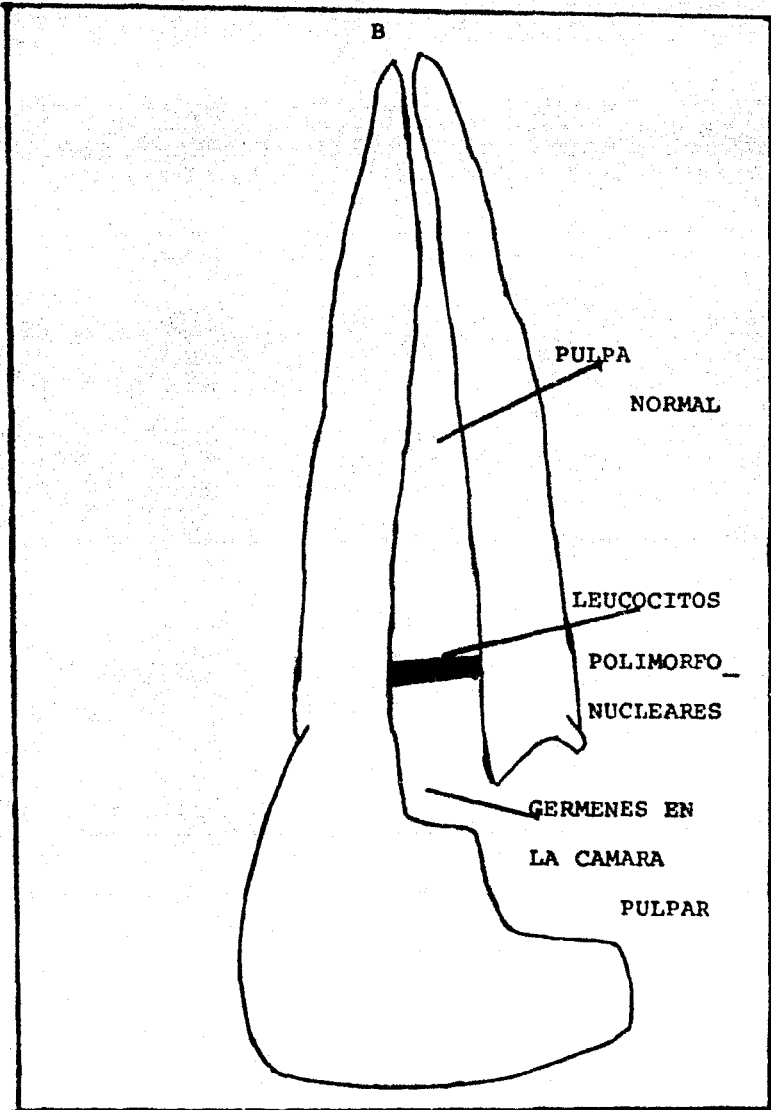 B
PULPA
NORMAL
LEUCOCITOS
POLIMORFO_
NUCLEARES
GERMENES EN
LA CAMARA
PULPAR